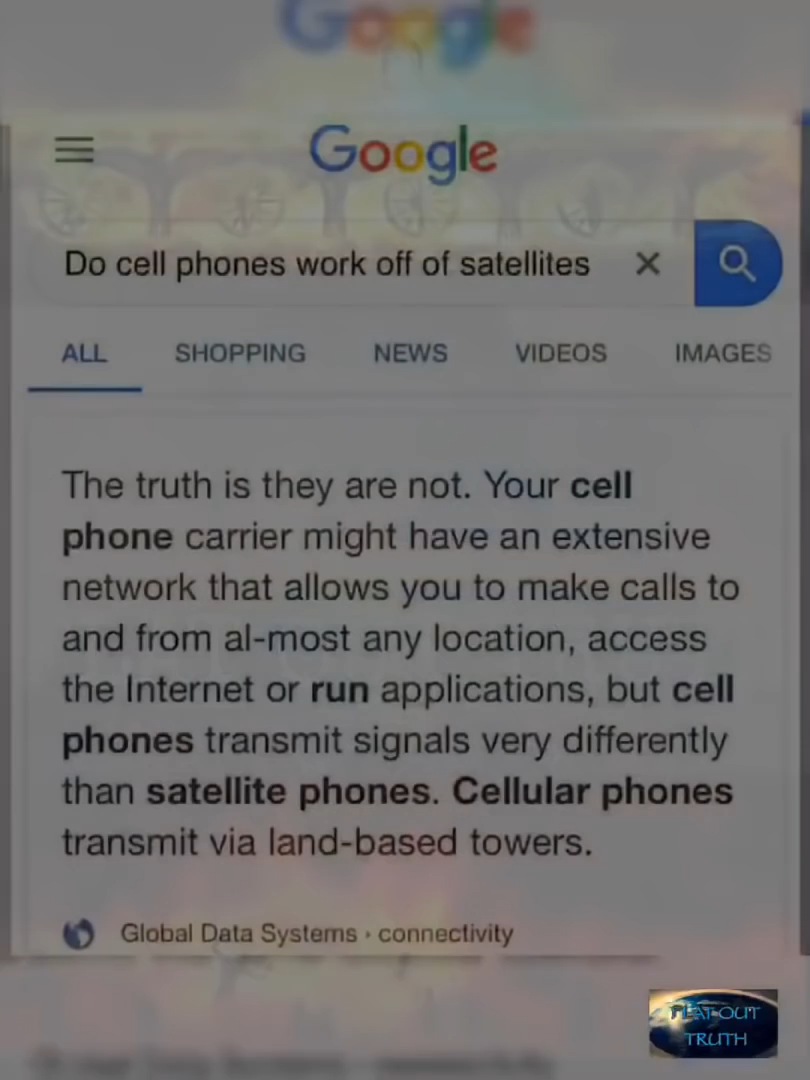 Google
Google
Do cell phones work off of satellites
ALL SHOPPING NEWS VIDEOS IMAGES
The truth is they are not. Your cell
phone carrier might have an extensive
network that allows you to make calls to
and from al-most any location, access
the Internet or run applications, but cell
phones transmit signals very differently
than satellite phones. Cellular phones
transmit via land-based towers.
Global Data Systems · connectivity
FLAT OUT
TRUTH